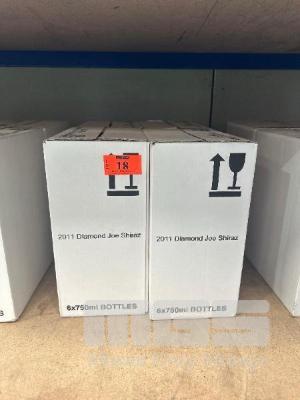 18
2011 Diamond Joe Shiraz
6x750ml BOTTLES
2011 Diamond Joe Shiraz
6x750ml BOTTLES